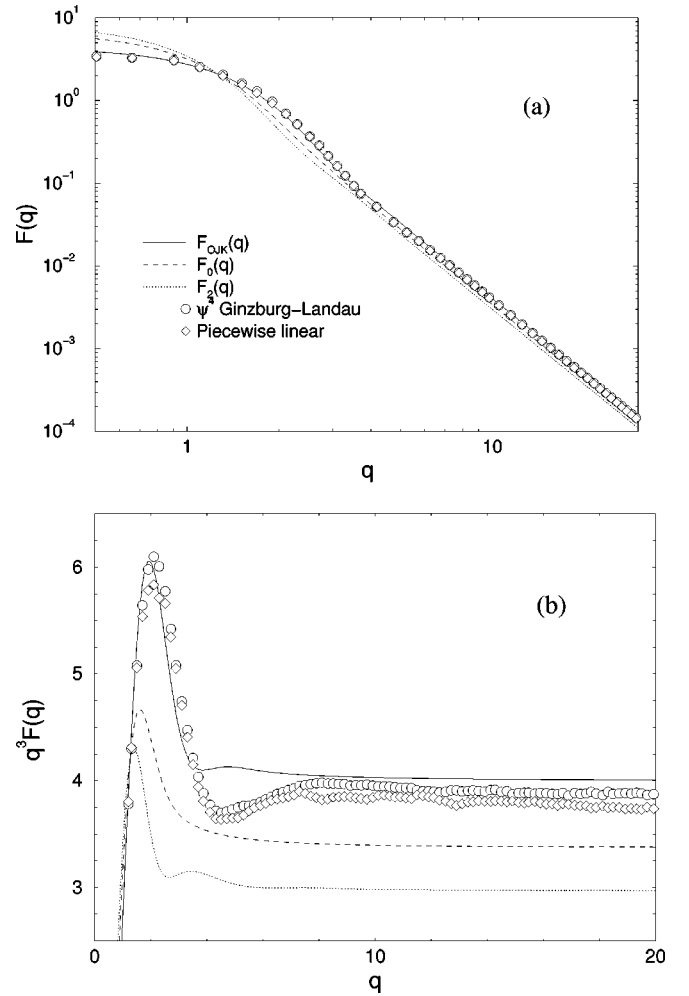 10^1
10^0
10^-1
10^-2
10^-3
10^-4
F(q)
(a)
F_OJK(q)
F_0(q)
F_2(q)
ψ^4 Ginzburg-Landau
Piecewise linear
1
10
q
6
5
4
3
q^3F(q)
(b)
0
10
20
q